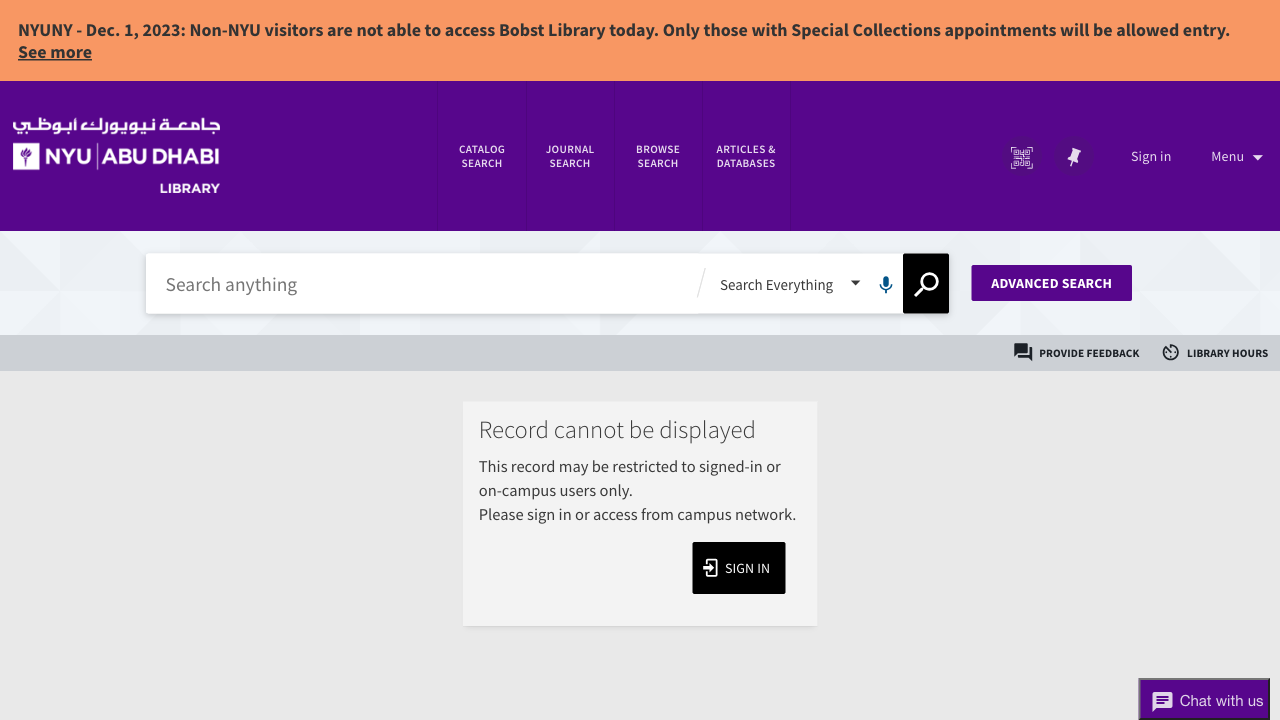 NYUNY - Dec. 1, 2023: Non-NYU visitors are not able to access Bobst Library today. Only those with Special Collections appointments will be allowed entry.
See more
جامعة نيويورك ابوظبي
NYU | ABU DHABI
LIBRARY
CATALOG
SEARCH
JOURNAL
SEARCH
BROWSE
SEARCH
ARTICLES &
DATABASES
Sign in
Menu
Search anything
Search Everything
ADVANCED SEARCH
PROVIDE FEEDBACK
LIBRARY HOURS
Record cannot be displayed
This record may be restricted to signed-in or
on-campus users only.
Please sign in or access from campus network.
SIGN IN
Chat with us